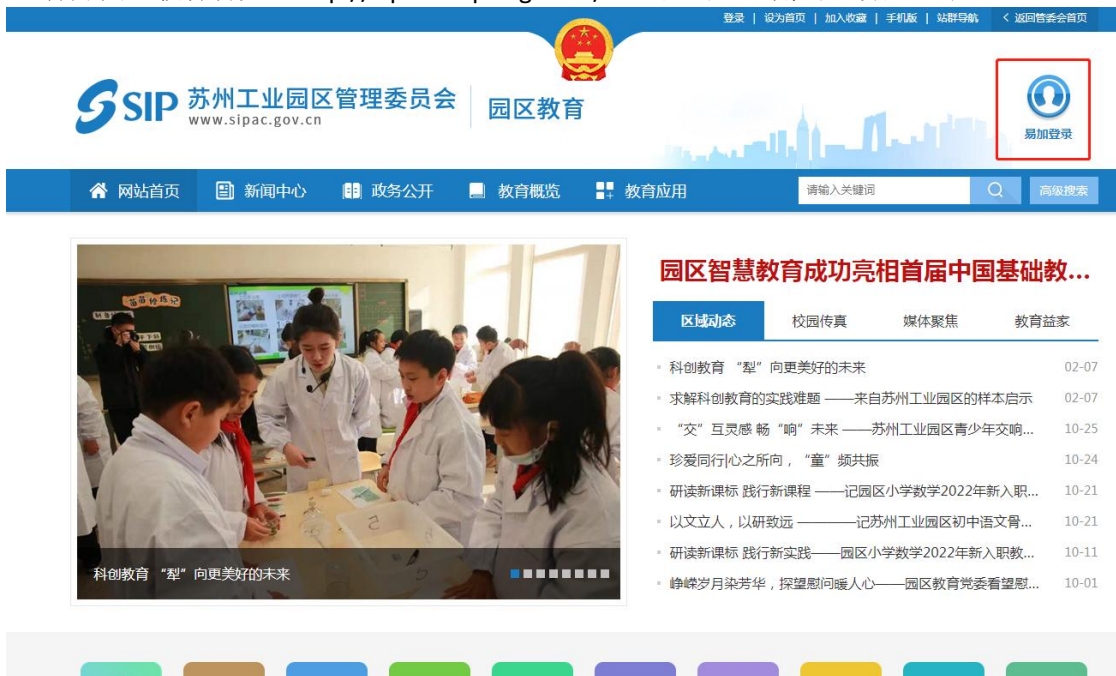 登录 | 设为首页 | 加入收藏 | 手机版 | 站群导航 < 返回管委会首页
SIP 苏州工业园区管理委员会 园区教育
www.sipac.gov.cn
易加登录
网站首页 新闻中心 政务公开 教育概览 教育应用 请输入关键词 高级搜索
园区智慧教育成功亮相首届中国基础教...
区域动态 校园传真 媒体聚焦 教育益家
科创教育 “犁” 向更美好的未来 02-07
求解科创教育的实践难题 ——来自苏州工业园区的样本启示 02-07
“交” 互灵感 畅 “响” 未来 ——苏州工业园区青少年交响... 10-25
珍爱同行|心之所向，“童” 频共振 10-24
研读新课标 践行新课程 ——记园区小学数学2022年新入职... 10-21
以文立人，以研致远 ————记苏州工业园区初中语文骨... 10-21
研读新课标 践行新实践——园区小学数学2022年新入职教... 10-11
峥嵘岁月染芳华，探望慰问暖人心——园区教育党委看望慰... 10-01
科创教育 “犁” 向更美好的未来